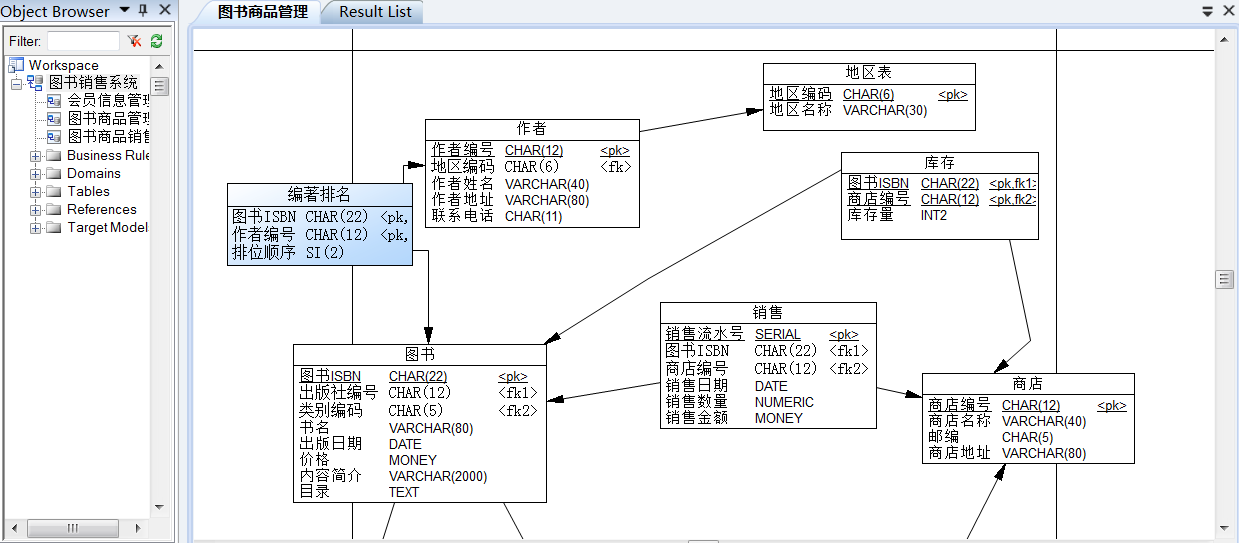 Object Browser
Filter:
Workspace
图书销售系统
会员信息管理
图书商品管
图书商品销
Business Rule
Domains
Tables
References
Target Model
图书商品管理
Result List
地区表
地区编码 CHAR(6) <pk>
地区名称 VARCHAR(30)
作者
作者编号 CHAR(12) <pk>
地区编码 CHAR(6) <fk>
作者姓名 VARCHAR(40)
作者地址 VARCHAR(80)
联系电话 CHAR(11)
库存
图书ISBN CHAR(22) <pk.fk1>
商店编号 CHAR(12) <pk.fk2>
库存量 INT2
编著排名
图书ISBN CHAR(22) <pk,
作者编号 CHAR(12) <pk,
排位顺序 SI(2)
销售
销售流水号 SERIAL <pk>
图书ISBN CHAR(22) <fk1>
商店编号 CHAR(12) <fk2>
销售日期 DATE
销售数量 NUMERIC
销售金额 MONEY
图书
图书ISBN CHAR(22) <pk>
出版社编号 CHAR(12) <fk1>
类别编码 CHAR(5) <fk2>
书名 VARCHAR(80)
出版日期 DATE
价格 MONEY
内容简介 VARCHAR(2000)
目录 TEXT
商店
商店编号 CHAR(12) <pk>
商店名称 VARCHAR(40)
邮编 CHAR(5)
商店地址 VARCHAR(80)